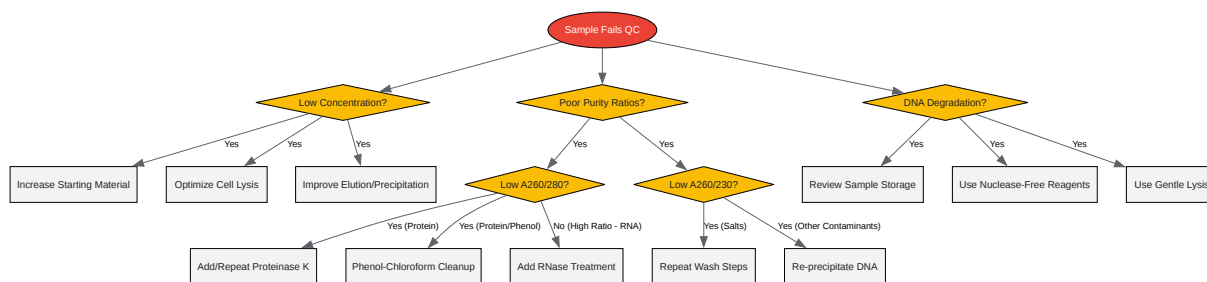 Sample Fails QC
Low Concentration?
Poor Purity Ratios?
DNA Degradation?
Yes
Yes
Yes
Yes
Yes
Yes
Yes
Yes
Increase Starting Material
Optimize Cell Lysis
Improve Elution/Precipitation
Low A260/280?
Low A260/230?
Review Sample Storage
Use Nuclease-Free Reagents
Use Gentle Lysis
Yes (Protein)
Yes (Protein/Phenol)
No (High Ratio - RNA)
Yes (Salts)
Yes (Other Contaminants)
Add/Repeat Proteinase K
Phenol-Chloroform Cleanup
Add RNase Treatment
Repeat Wash Steps
Re-precipitate DNA